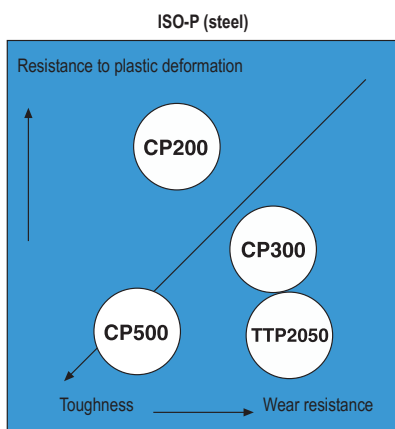 ISO-P (steel)
Resistance to plastic deformation
CP200
CP300
CP500
TTP2050
Toughness
Wear resistance